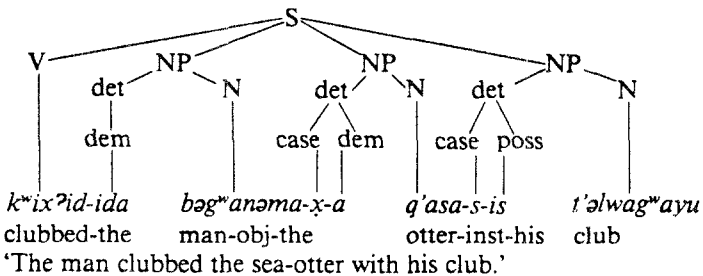 S
V NP NP NP
det N det N det N
dem case dem case poss
kʷixˀid-ida bəgʷanəma-x̣-a q'asa-s-is t'əlwagʷayu
clubbed-the man-obj-the otter-inst-his club
'The man clubbed the sea-otter with his club.'